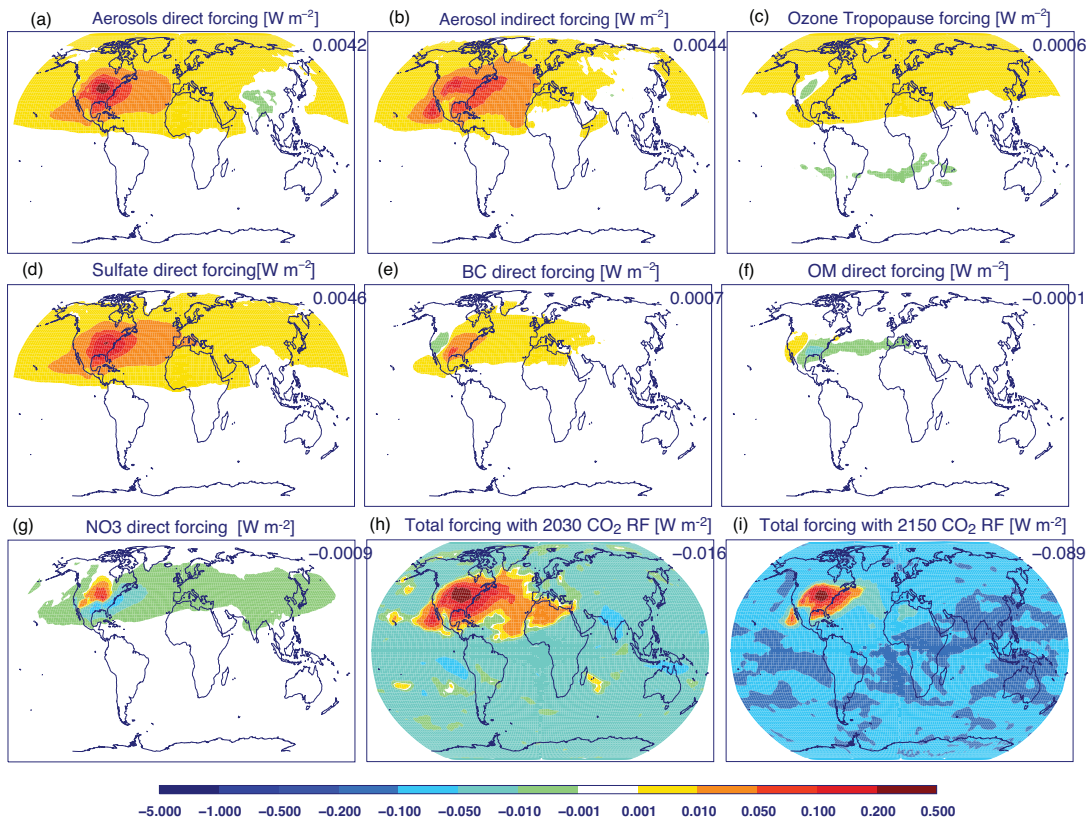 (a) Aerosols direct forcing [W m⁻²]
0.0042
(b) Aerosol indirect forcing [W m⁻²]
0.0044
(c) Ozone Tropopause forcing [W m⁻²]
0.0006
(d) Sulfate direct forcing[W m⁻²]
0.0046
(e) BC direct forcing [W m⁻²]
0.0007
(f) OM direct forcing [W m⁻²]
−0.0001
(g) NO3 direct forcing [W m⁻²]
−0.0009
(h) Total forcing with 2030 CO₂ RF [W m⁻²]
−0.016
(i) Total forcing with 2150 CO₂ RF [W m⁻²]
−0.089
−5.000 −1.000 −0.500 −0.200 −0.100 −0.050 −0.010 −0.001 0.001 0.010 0.050 0.100 0.200 0.500